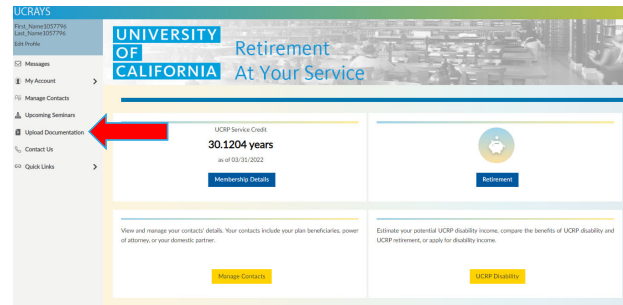 UCRAYS
First_Name1057796
Last_Name1057796
Edit Profile
Messages
My Account
Manage Contacts
Upcoming Seminars
Upload Documentation
Contact Us
Quick Links
UNIVERSITY
OF
CALIFORNIA
Retirement
At Your Service
UCRP Service Credit
30.1204 years
as of 03/31/2022
Membership Details
Retirement
View and manage your contacts' details. Your contacts include your plan beneficiaries, power
of attorney, or your domestic partner.
Manage Contacts
Estimate your potential UCRP disability income, compare the benefits of UCRP disability and
UCRP retirement, or apply for disability income.
UCRP Disability